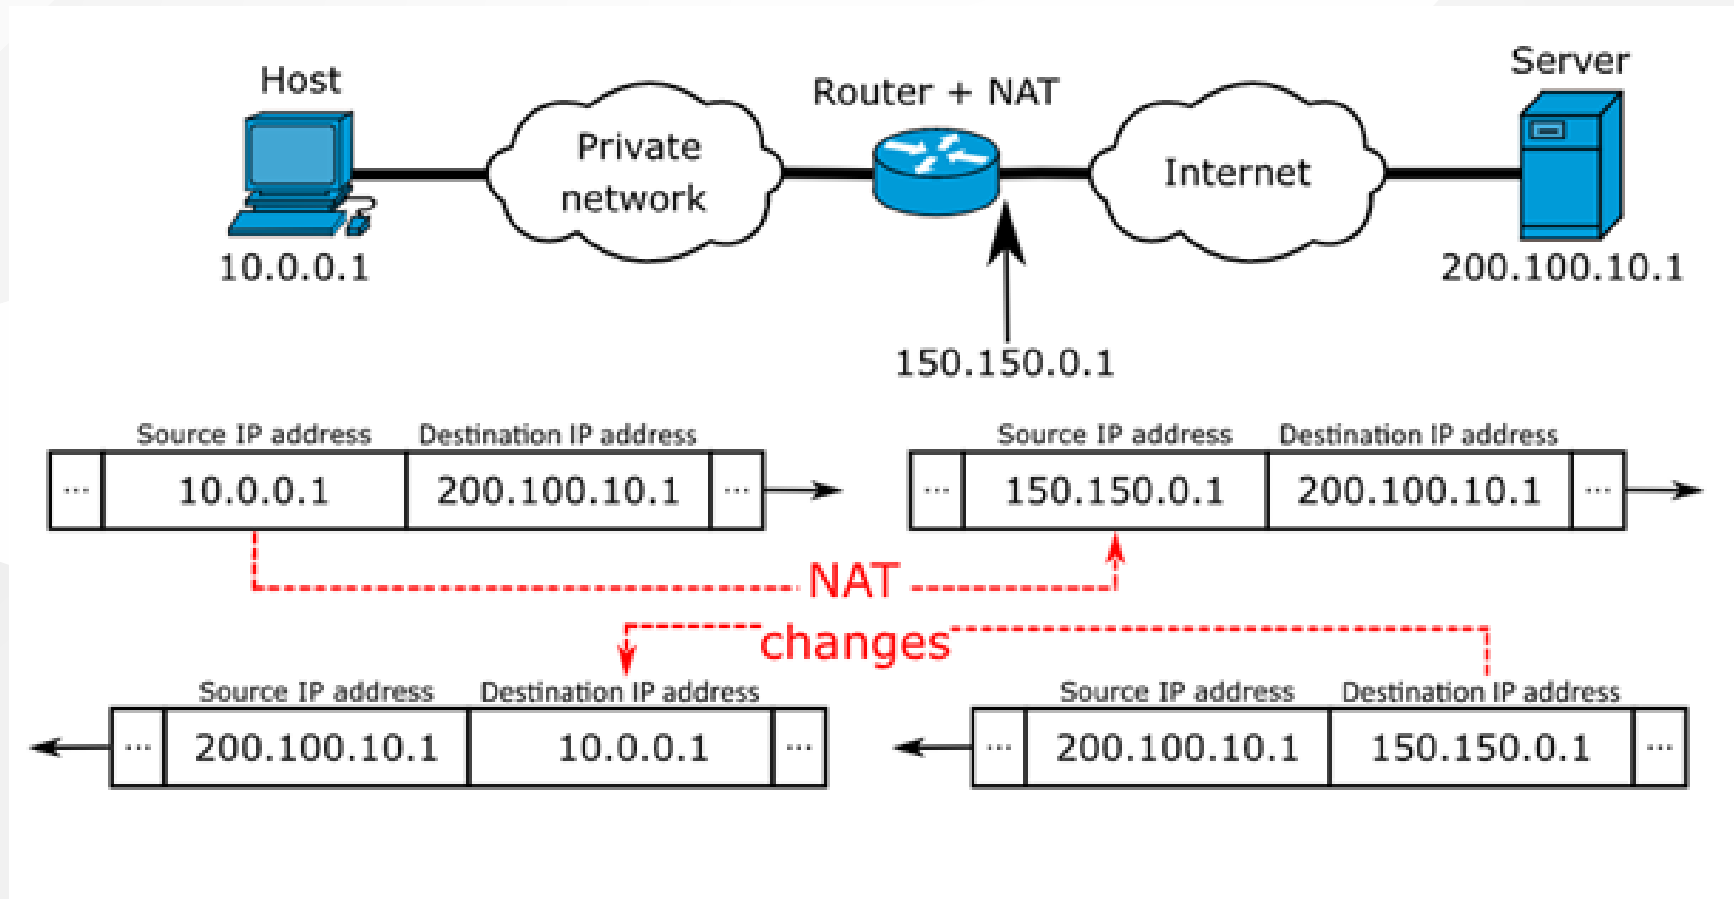 Host
Router + NAT
Server
Private
network
Internet
10.0.0.1
200.100.10.1
150.150.0.1
Source IP address Destination IP address
... 10.0.0.1 200.100.10.1 ...
Source IP address Destination IP address
... 150.150.0.1 200.100.10.1 ...
NAT
changes
Source IP address Destination IP address
... 200.100.10.1 10.0.0.1 ...
Source IP address Destination IP address
... 200.100.10.1 150.150.0.1 ...